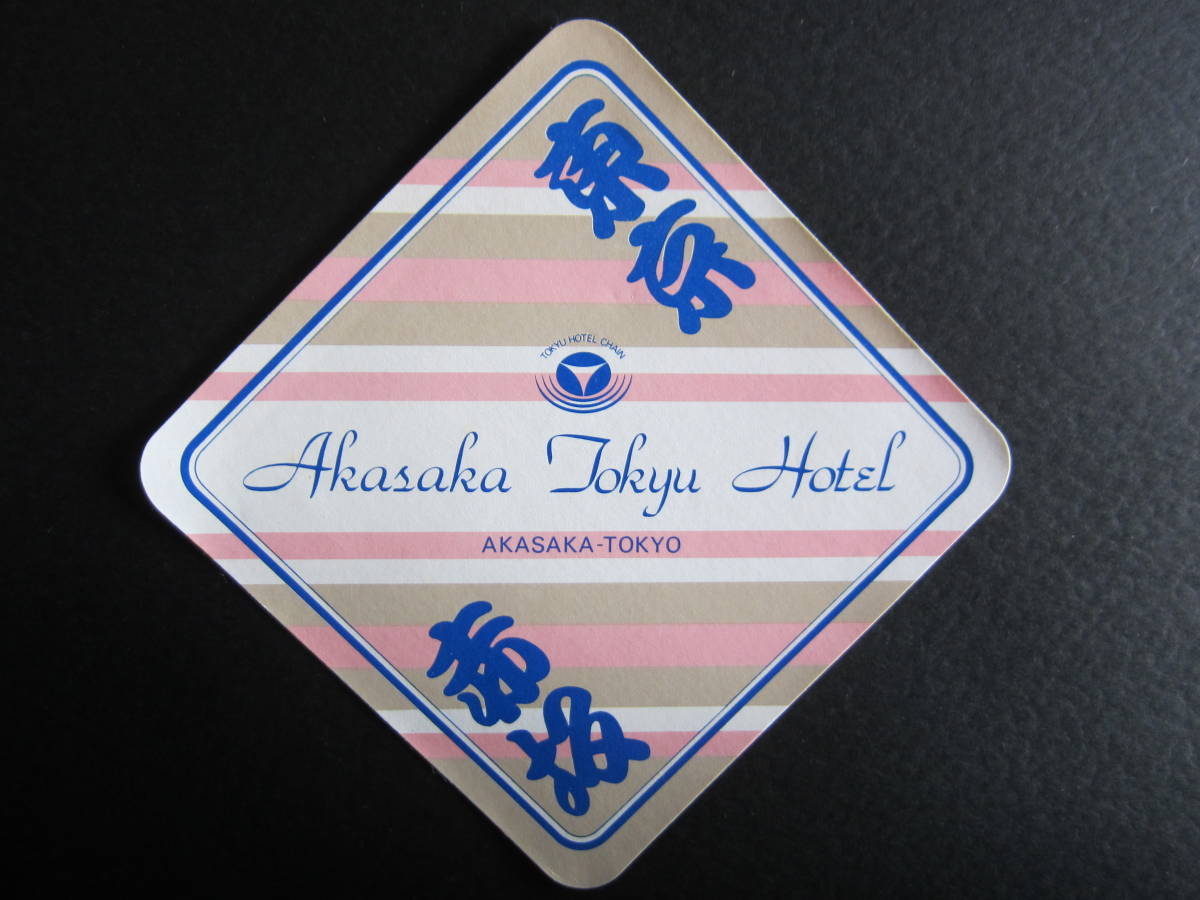 東京
TOKYU HOTEL CHAIN
Akasaka Tokyu Hotel
AKASAKA-TOKYO
赤坂